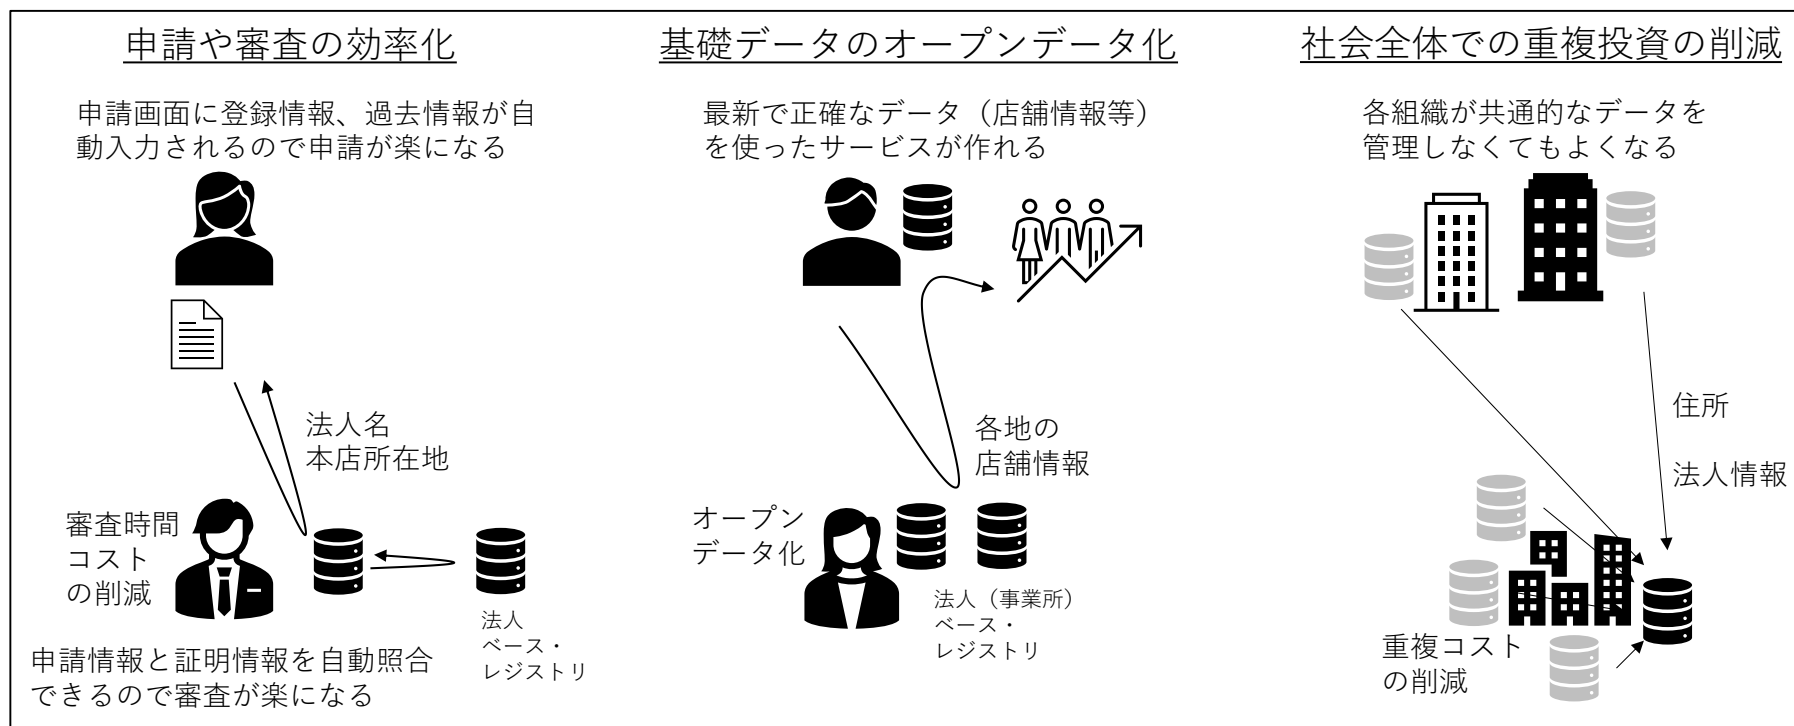 申請や審査の効率化
申請画面に登録情報、過去情報が自
動入力されるので申請が楽になる
法人名
本店所在地
審査時間
コスト
の削減
法人
ベース・
レジストリ
申請情報と証明情報を自動照合
できるので審査が楽になる
基礎データのオープンデータ化
最新で正確なデータ（店舗情報等）
を使ったサービスが作れる
各地の
店舗情報
オープン
データ化
法人（事業所）
ベース・
レジストリ
社会全体での重複投資の削減
各組織が共通的なデータを
管理しなくてもよくなる
住所
法人情報
重複コスト
の削減